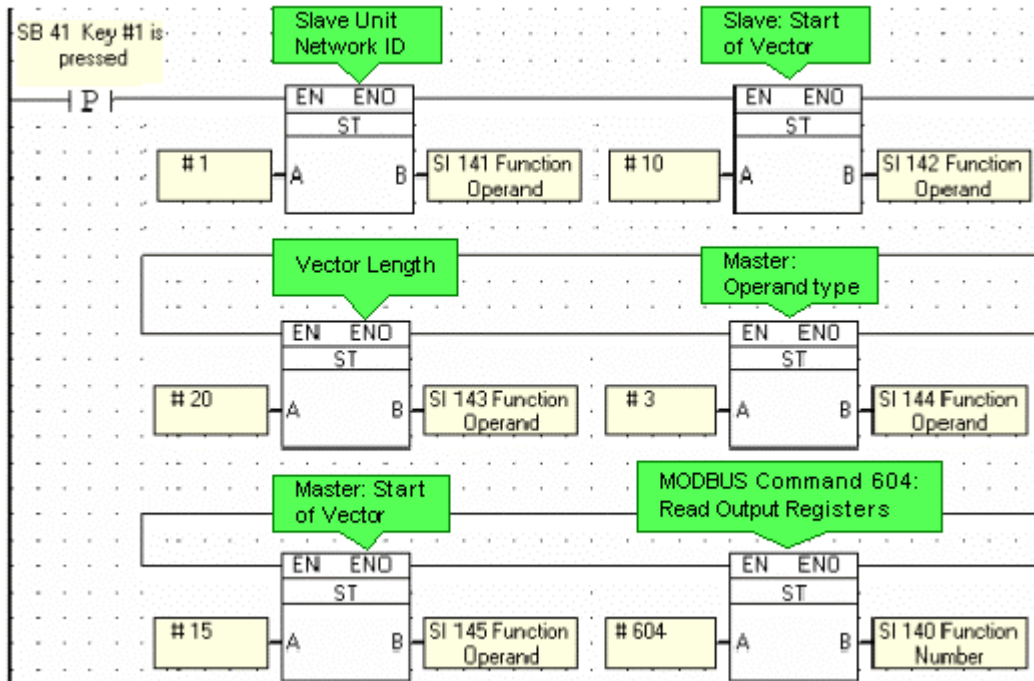 SB 41 Key #1 is
pressed
Slave Unit
Network ID
Slave: Start
of Vector
P
EN ENO
ST
# 1
A
B
SI 141 Function
Operand
EN ENO
ST
# 10
A
B
SI 142 Function
Operand
Vector Length
Master:
Operand type
EN ENO
ST
# 20
A
B
SI 143 Function
Operand
EN ENO
ST
# 3
A
B
SI 144 Function
Operand
Master: Start
of Vector
MODBUS Command 604:
Read Output Registers
EN ENO
ST
# 15
A
B
SI 145 Function
Operand
EN ENO
ST
# 604
A
B
SI 140 Function
Number